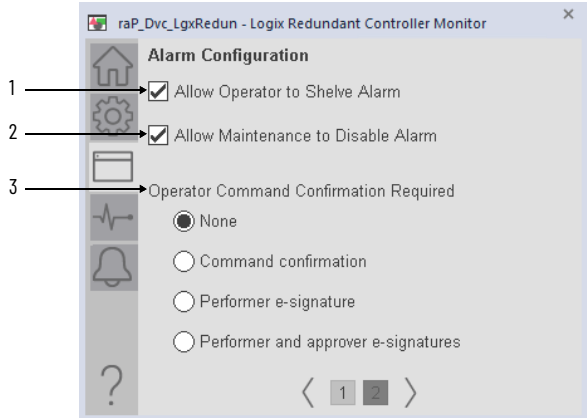 raP_Dvc_LgxRedun - Logix Redundant Controller Monitor
×
Alarm Configuration
1
Allow Operator to Shelve Alarm
2
Allow Maintenance to Disable Alarm
3
Operator Command Confirmation Required
None
Command confirmation
Performer e-signature
Performer and approver e-signatures
?
1 2